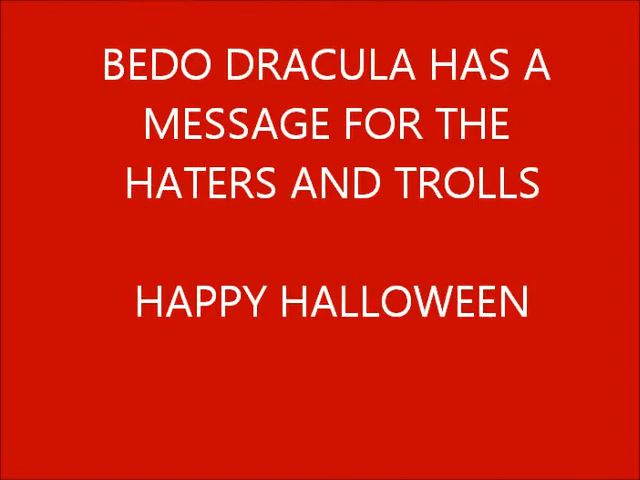 BEDO DRACULA HAS A
MESSAGE FOR THE
HATERS AND TROLLS
HAPPY HALLOWEEN